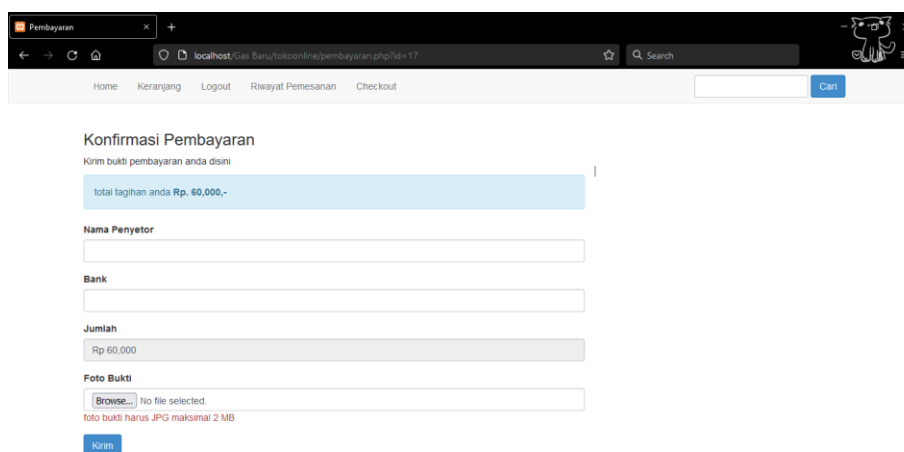 Pembayaran
localhost/Gas Baru/tokoonline/pembayaran.php?id=17
Search
Home Keranjang Logout Riwayat Pemesanan Checkout Cari
Konfirmasi Pembayaran
Kirim bukti pembayaran anda disini
total tagihan anda Rp. 60,000,-
Nama Penyetor
Bank
Jumlah
Rp 60,000
Foto Bukti
Browse... No file selected.
foto bukti harus JPG maksimal 2 MB
Kirim